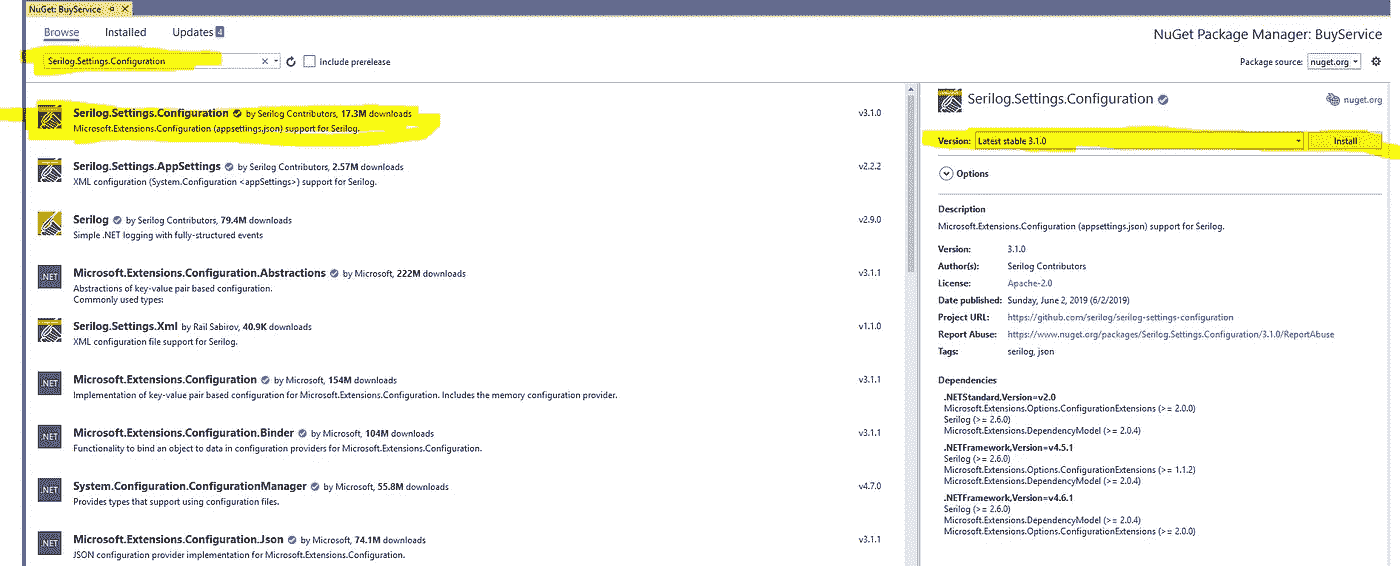 NuGet: BuyService
Browse Installed Updates 4
NuGet Package Manager: BuyService
Serilog.Settings.Configuration
Include prerelease
Package source: nuget.org
Serilog.Settings.Configuration by Serilog Contributors, 17.3M downloads v3.1.0
Microsoft.Extensions.Configuration (appsettings.json) support for Serilog.
Serilog.Settings.AppSettings by Serilog Contributors, 2.57M downloads v2.2.2
XML configuration (System.Configuration <appSettings>) support for Serilog.
Serilog by Serilog Contributors, 79.4M downloads v2.9.0
Simple .NET logging with fully-structured events
.NET
Microsoft.Extensions.Configuration.Abstractions by Microsoft, 222M downloads v3.1.1
Abstractions of key-value pair based configuration.
Commonly used types:
Serilog.Settings.Xml by Rail Sabirov, 40.9K downloads v1.1.0
XML configuration file support for Serilog.
.NET
Microsoft.Extensions.Configuration by Microsoft, 154M downloads v3.1.1
Implementation of key-value pair based configuration for Microsoft.Extensions.Configuration. Includes the memory configuration provider.
.NET
Microsoft.Extensions.Configuration.Binder by Microsoft, 104M downloads v3.1.1
Functionality to bind an object to data in configuration providers for Microsoft.Extensions.Configuration.
.NET
System.Configuration.ConfigurationManager by Microsoft, 55.8M downloads v4.7.0
Provides types that support using configuration files.
.NET
Microsoft.Extensions.Configuration.Json by Microsoft, 74.1M downloads v3.1.1
JSON configuration provider implementation for Microsoft.Extensions.Configuration.
Serilog.Settings.Configuration nuget.org
Version: Latest stable 3.1.0 Install
Options
Description
Microsoft.Extensions.Configuration (appsettings.json) support for Serilog.
Version: 3.1.0
Author(s): Serilog Contributors
License: Apache-2.0
Date published: Sunday, June 2, 2019 (6/2/2019)
Project URL: https://github.com/serilog/serilog-settings-configuration
Report Abuse: https://www.nuget.org/packages/Serilog.Settings.Configuration/3.1.0/ReportAbuse
Tags: serilog, json
Dependencies
.NETStandard,Version=v2.0
Microsoft.Extensions.Options.ConfigurationExtensions (>= 2.0.0)
Serilog (>= 2.6.0)
Microsoft.Extensions.DependencyModel (>= 2.0.4)
.NETFramework,Version=v4.5.1
Serilog (>= 2.6.0)
Microsoft.Extensions.Options.ConfigurationExtensions (>= 1.1.2)
Microsoft.Extensions.DependencyModel (>= 2.0.4)
.NETFramework,Version=v4.6.1
Serilog (>= 2.6.0)
Microsoft.Extensions.DependencyModel (>= 2.0.4)
Microsoft.Extensions.Options.ConfigurationExtensions (>= 2.0.0)